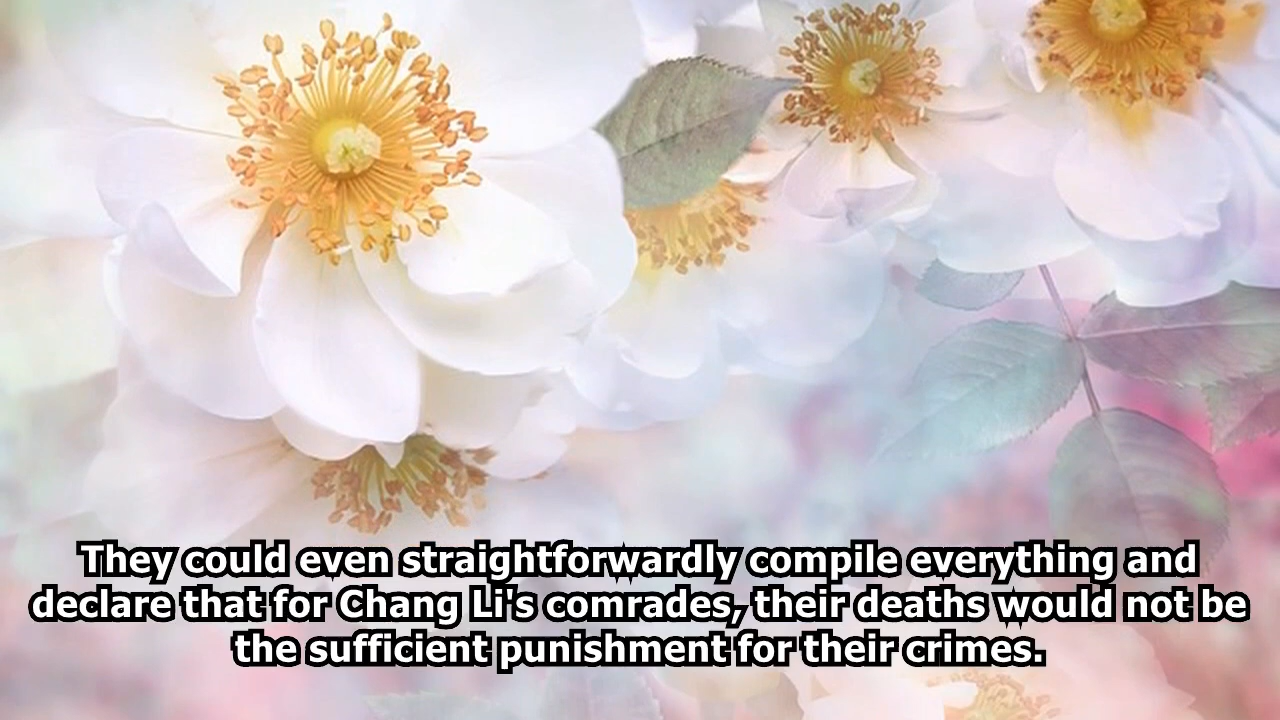 They could even straightforwardly compile everything and
declare that for Chang Li's comrades, their deaths would not be
the sufficient punishment for their crimes.